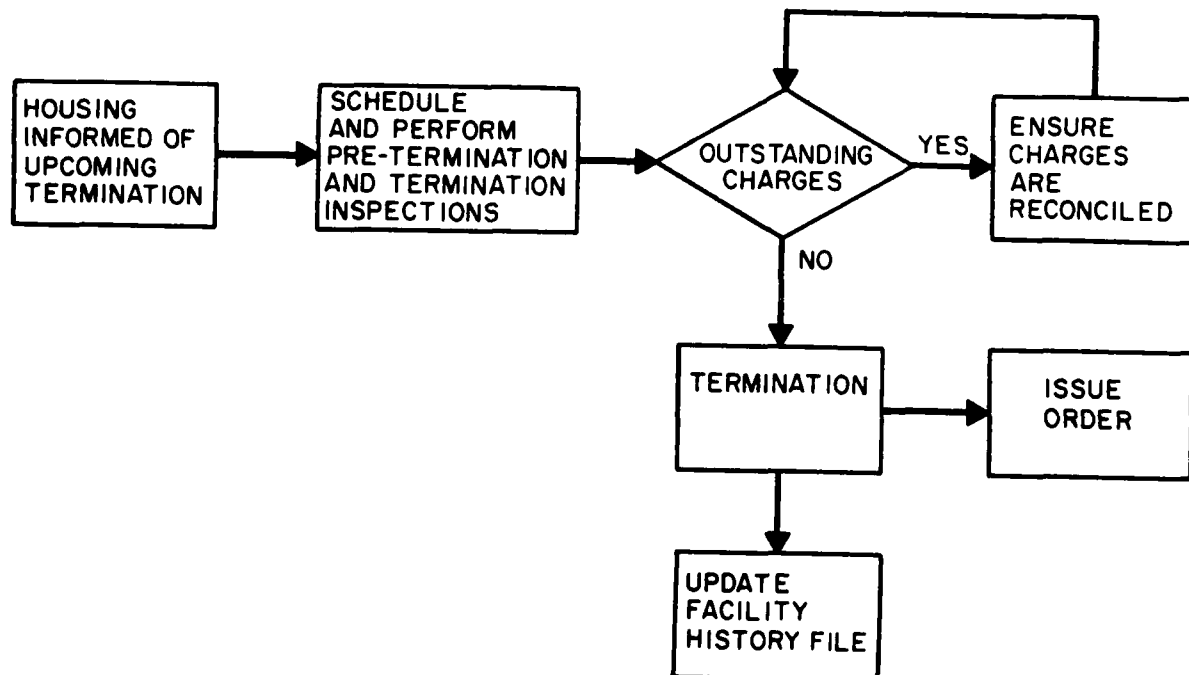 HOUSING
INFORMED OF
UPCOMING
TERMINATION
SCHEDULE
AND PERFORM
PRE-TERMINATION
AND TERMINATION
INSPECTIONS
OUTSTANDING
CHARGES
YES
ENSURE
CHARGES
ARE
RECONCILED
NO
TERMINATION
ISSUE
ORDER
UPDATE
FACILITY
HISTORY FILE